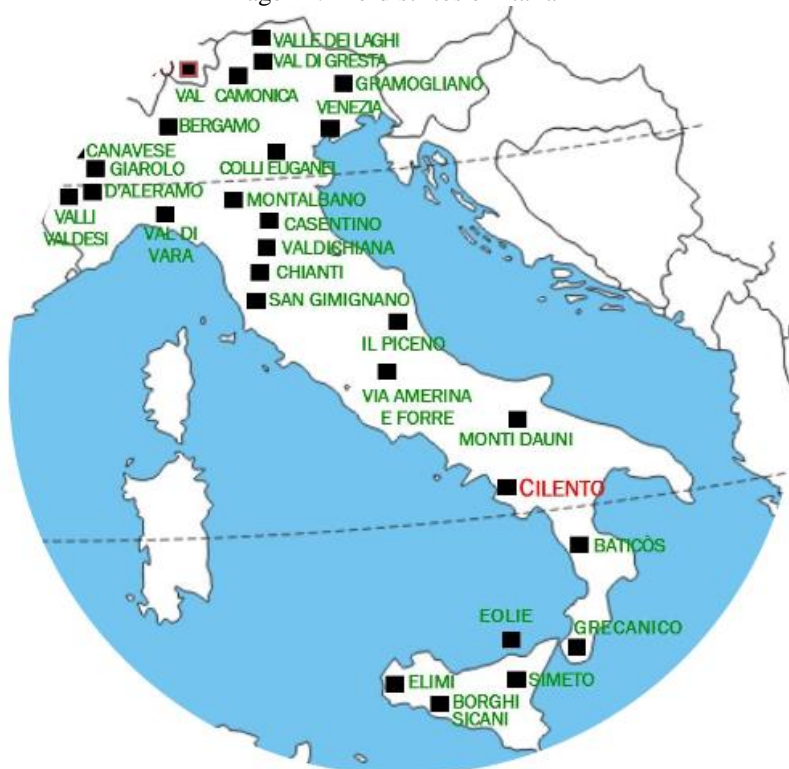 VALLE DEI LAGHI
VAL DI GRESTA
VAL CAMONICA
GRAMOGLIANO
VENEZIA
BERGAMO
CANAVESE
COLLI EUGANEI
GIAROLO
D'ALERAMO
VALLI
VALDESI
VAL DI
VARA
MONTALBANO
CASENTINO
VALDICHIANA
CHIANTI
SAN GIMIGNANO
IL PICENO
VIA AMERINA
E FORRE
MONTI DAUNI
CILENTO
BATICÒS
EOLIE
GRECANICO
ELIMI
SIMETO
BORGHI
SICANI